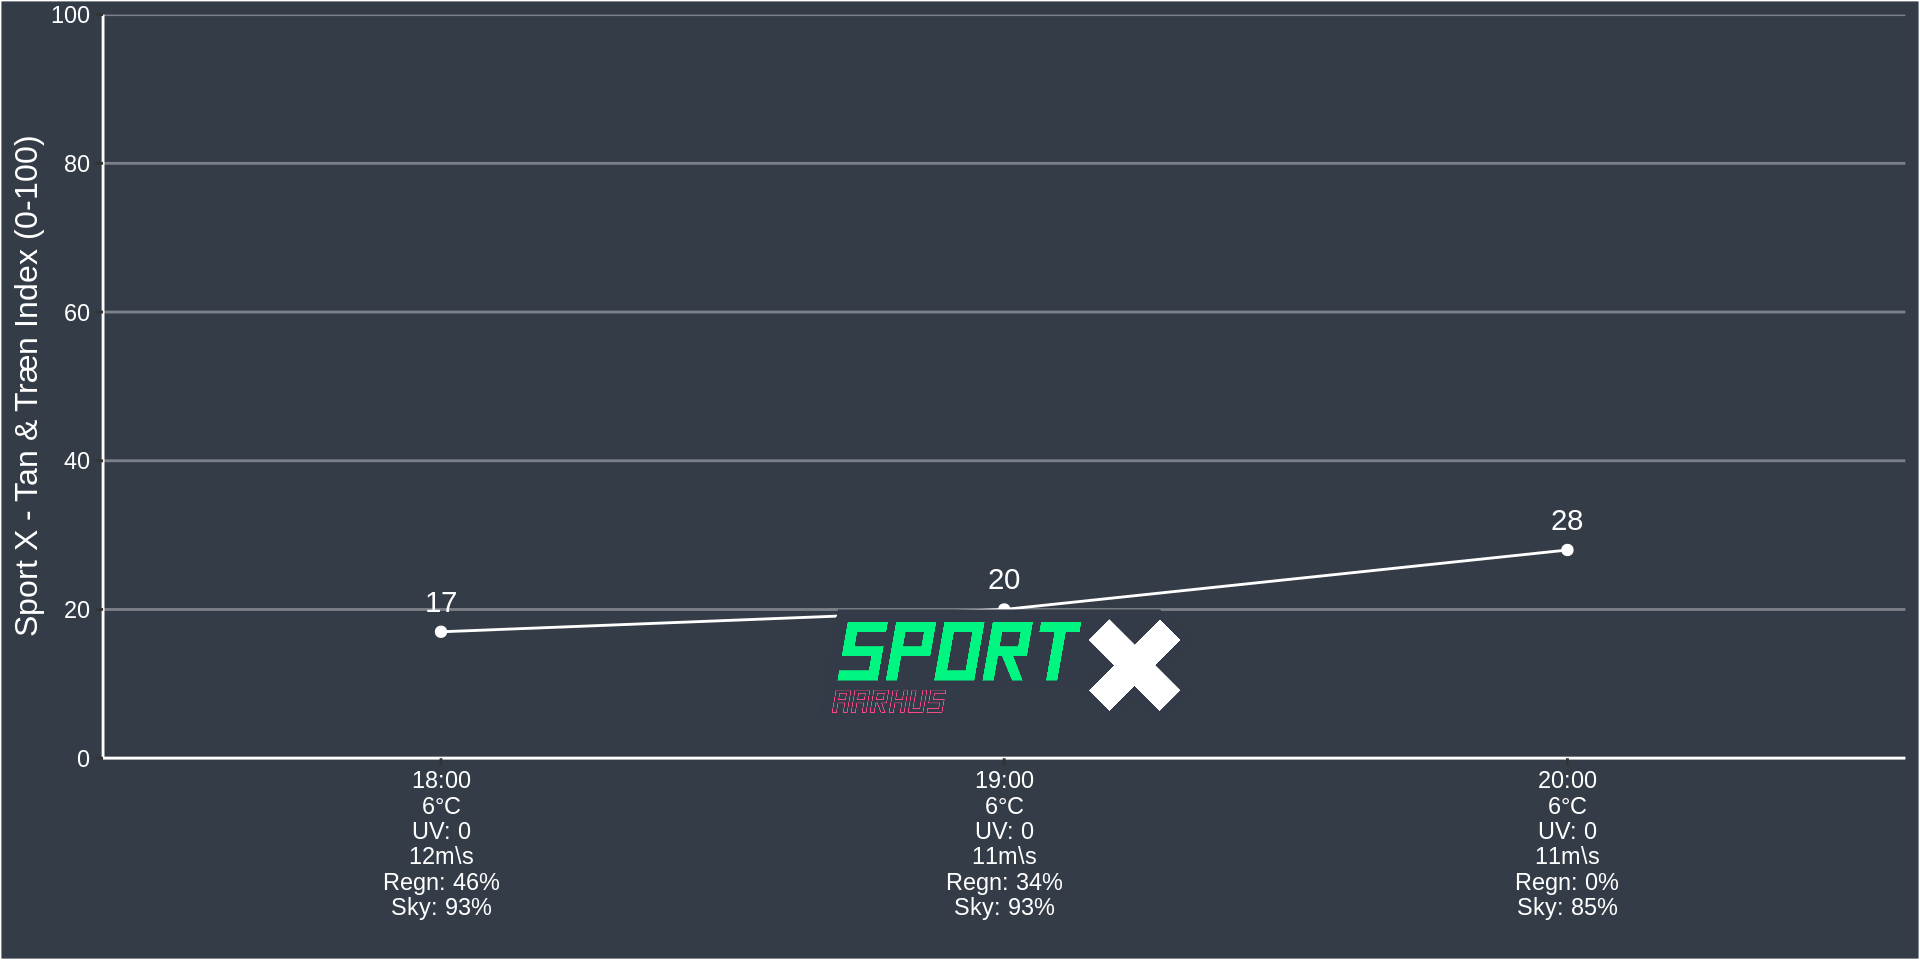 Sport X - Tan & Træn Index (0-100)
100
80
60
40
20
0
17
20
28
SPORT X
AARHUS
18:00
6°C
UV: 0
12m\s
Regn: 46%
Sky: 93%
19:00
6°C
UV: 0
11m\s
Regn: 34%
Sky: 93%
20:00
6°C
UV: 0
11m\s
Regn: 0%
Sky: 85%